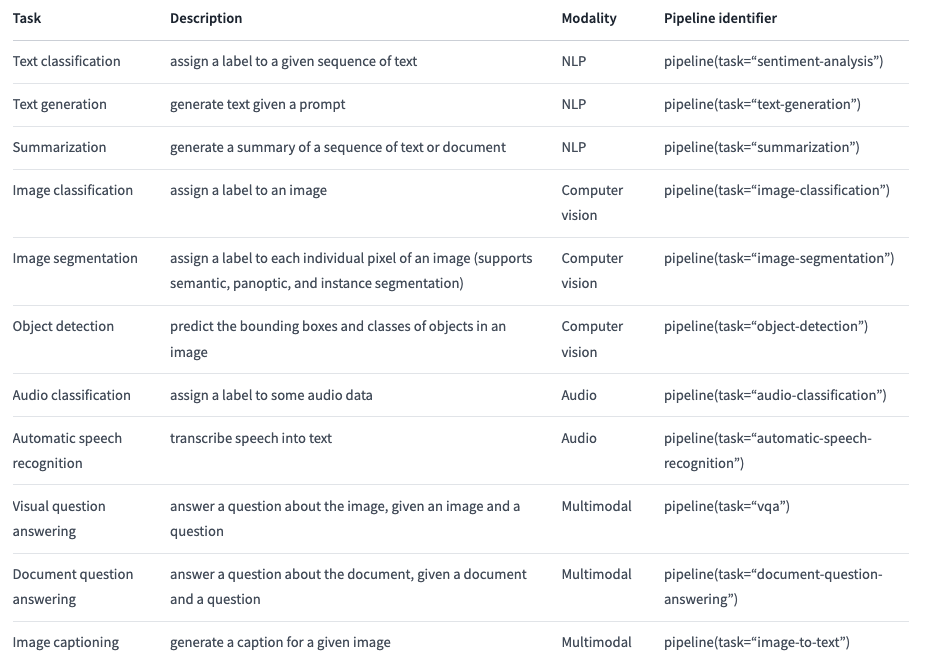 Task Description Modality Pipeline identifier
Text classification assign a label to a given sequence of text NLP pipeline(task=“sentiment-analysis”)
Text generation generate text given a prompt NLP pipeline(task=“text-generation”)
Summarization generate a summary of a sequence of text or document NLP pipeline(task=“summarization”)
Image classification assign a label to an image Computer pipeline(task=“image-classification”)
vision
Image segmentation assign a label to each individual pixel of an image (supports Computer pipeline(task=“image-segmentation”)
semantic, panoptic, and instance segmentation) vision
Object detection predict the bounding boxes and classes of objects in an Computer pipeline(task=“object-detection”)
image vision
Audio classification assign a label to some audio data Audio pipeline(task=“audio-classification”)
Automatic speech transcribe speech into text Audio pipeline(task=“automatic-speech-
recognition recognition”)
Visual question answer a question about the image, given an image and a Multimodal pipeline(task=“vqa”)
answering question
Document question answer a question about the document, given a document Multimodal pipeline(task=“document-question-
answering and a question answering”)
Image captioning generate a caption for a given image Multimodal pipeline(task=“image-to-text”)